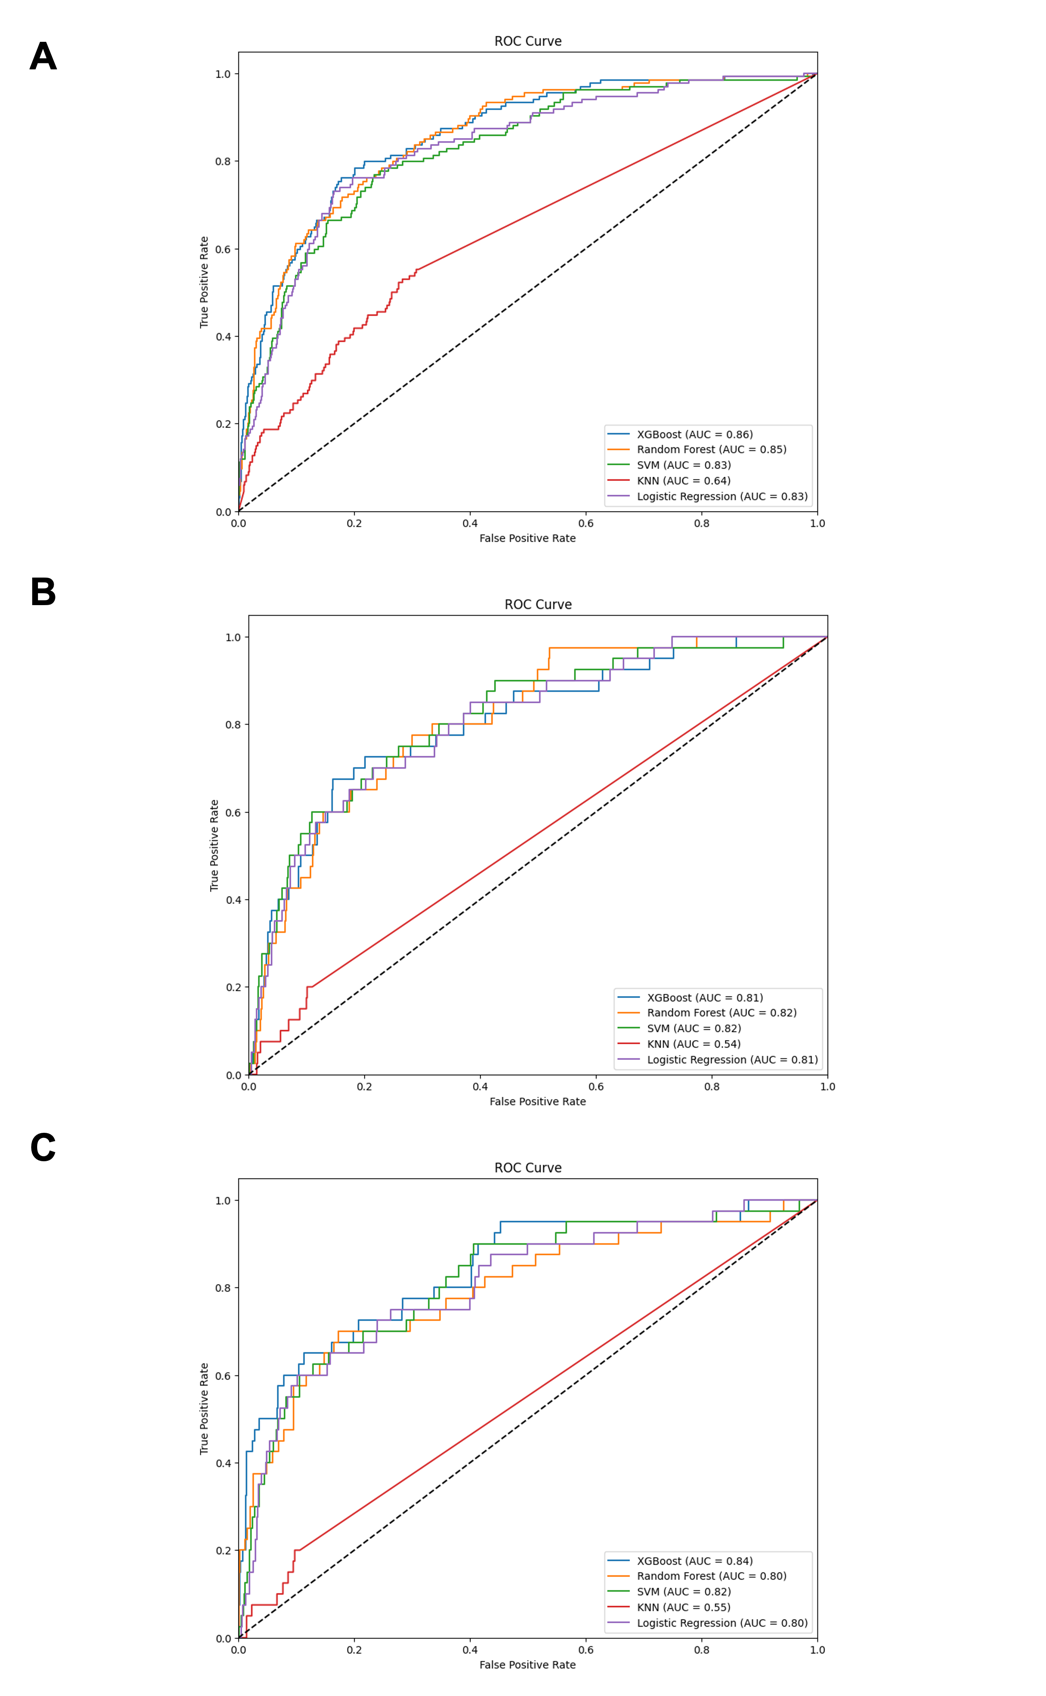 A
ROC Curve
True Positive Rate
1.0
0.8
0.6
0.4
0.2
0.0
0.0 0.2 0.4 0.6 0.8 1.0
False Positive Rate
XGBoost (AUC = 0.86)
Random Forest (AUC = 0.85)
SVM (AUC = 0.83)
KNN (AUC = 0.64)
Logistic Regression (AUC = 0.83)
B
ROC Curve
True Positive Rate
1.0
0.8
0.6
0.4
0.2
0.0
0.0 0.2 0.4 0.6 0.8 1.0
False Positive Rate
XGBoost (AUC = 0.81)
Random Forest (AUC = 0.82)
SVM (AUC = 0.82)
KNN (AUC = 0.54)
Logistic Regression (AUC = 0.81)
C
ROC Curve
True Positive Rate
1.0
0.8
0.6
0.4
0.2
0.0
0.0 0.2 0.4 0.6 0.8 1.0
False Positive Rate
XGBoost (AUC = 0.84)
Random Forest (AUC = 0.80)
SVM (AUC = 0.82)
KNN (AUC = 0.55)
Logistic Regression (AUC = 0.80)